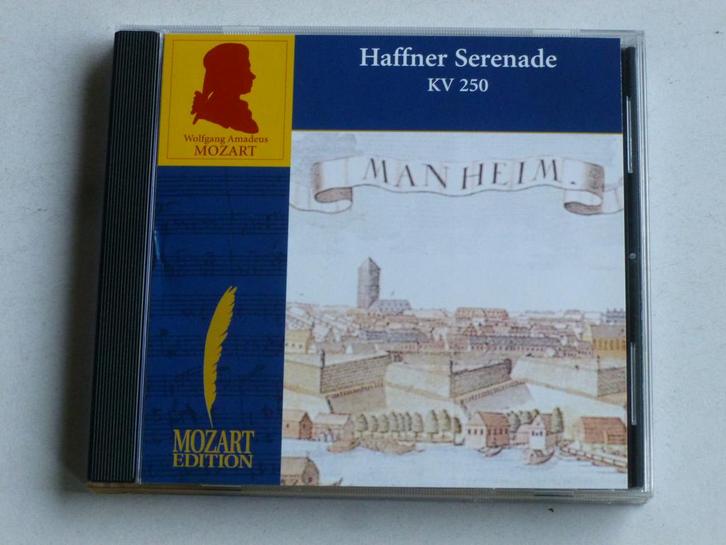 Haffner Serenade
KV 250
Wolfgang Amadeus
MOZART
MANHEIM.
MOZART
EDITION